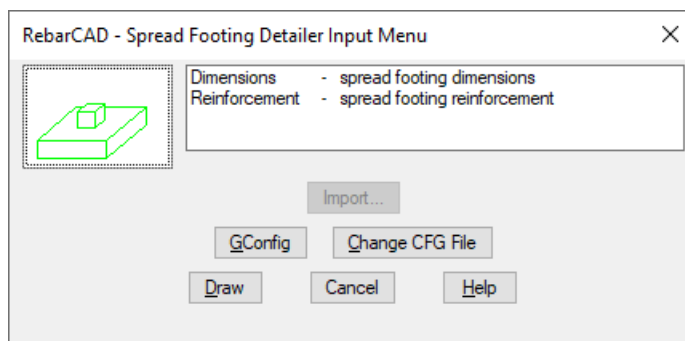 RebarCAD - Spread Footing Detailer Input Menu
Dimensions - spread footing dimensions
Reinforcement - spread footing reinforcement
Import...
GConfig Change CFG File
Draw Cancel Help